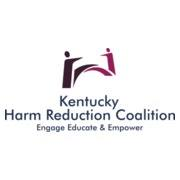 Kentucky
Harm Reduction Coalition
Engage Educate & Empower